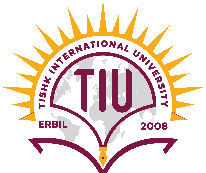 TISHK INTERNATIONAL UNIVERSITY
TIU
ERBIL 2008